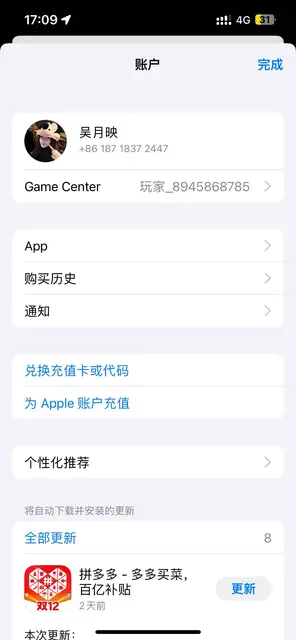 17:09
4G
31
账户
完成
吴月映
+86 187 1837 2447
Game Center
玩家_8945868785
App
购买历史
通知
兑换充值卡或代码
为 Apple 账户充值
个性化推荐
将自动下载并安装的更新
全部更新
8
拼
双12
拼多多 - 多多买菜，
百亿补贴
更新
2 天前
本次更新：